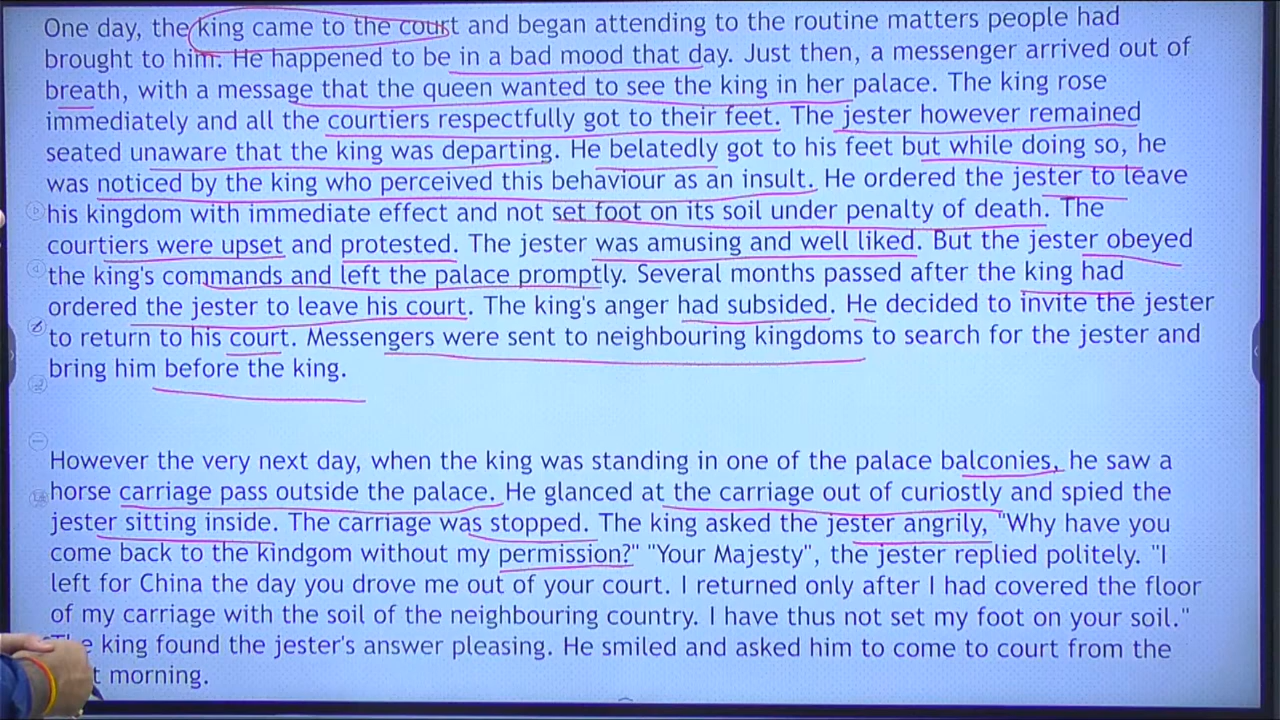 One day, the king came to the court and began attending to the routine matters people had
brought to him. He happened to be in a bad mood that day. Just then, a messenger arrived out of
breath, with a message that the queen wanted to see the king in her palace. The king rose
immediately and all the courtiers respectfully got to their feet. The jester however remained
seated unaware that the king was departing. He belatedly got to his feet but while doing so, he
was noticed by the king who perceived this behaviour as an insult. He ordered the jester to leave
his kingdom with immediate effect and not set foot on its soil under penalty of death. The
courtiers were upset and protested. The jester was amusing and well liked. But the jester obeyed
the king's commands and left the palace promptly. Several months passed after the king had
ordered the jester to leave his court. The king's anger had subsided. He decided to invite the jester
to return to his court. Messengers were sent to neighbouring kingdoms to search for the jester and
bring him before the king.
However the very next day, when the king was standing in one of the palace balconies, he saw a
horse carriage pass outside the palace. He glanced at the carriage out of curiostly and spied the
jester sitting inside. The carriage was stopped. The king asked the jester angrily, "Why have you
come back to the kindgom without my permission?" "Your Majesty", the jester replied politely. "I
left for China the day you drove me out of your court. I returned only after I had covered the floor
of my carriage with the soil of the neighbouring country. I have thus not set my foot on your soil."
king found the jester's answer pleasing. He smiled and asked him to come to court from the
morning.